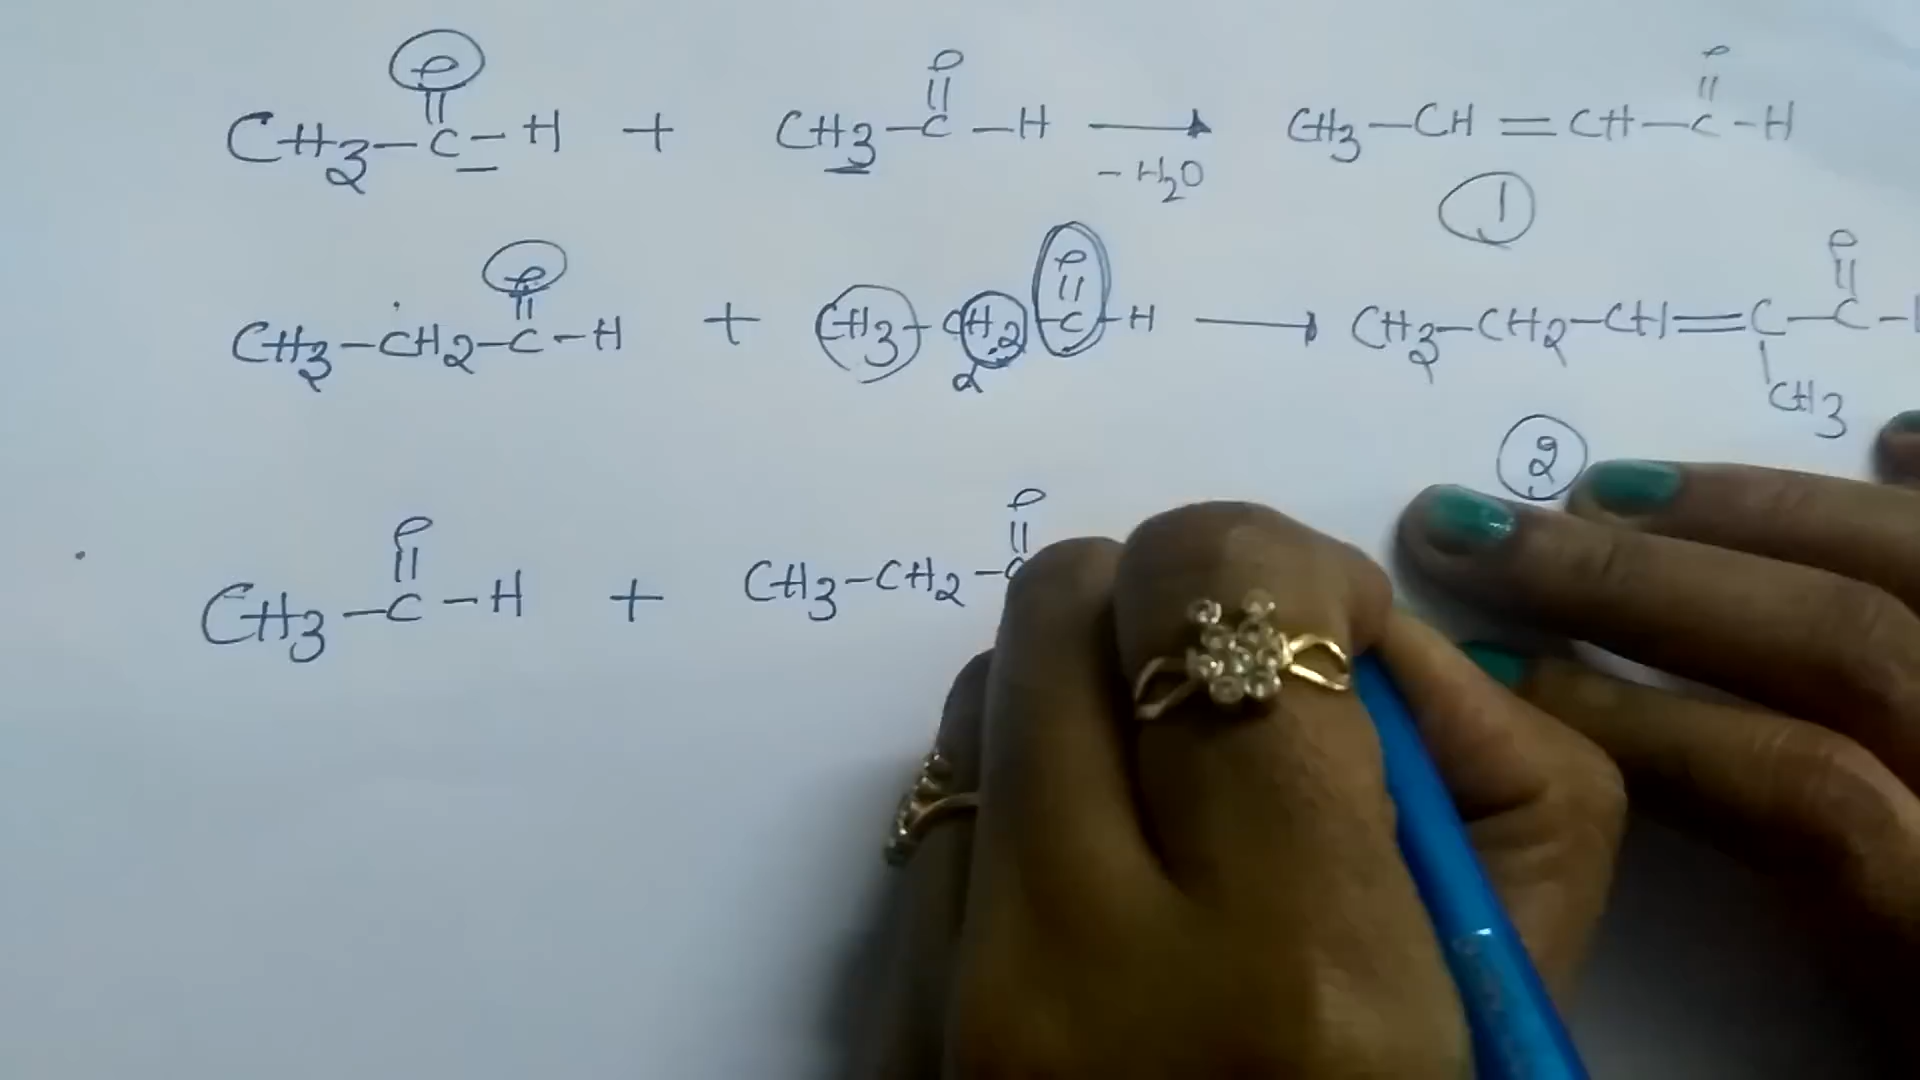 O O O
|| || ||
CH3-C-H + CH3-C-H → CH3-CH=CH-C-H
-H2O
1
O O O
|| || ||
CH3-CH2-C-H + CH3-CH2-C-H → CH3-CH2-CH=C-C-
2 |
CH3
2
O O
|| ||
CH3-C-H + CH3-CH2-C